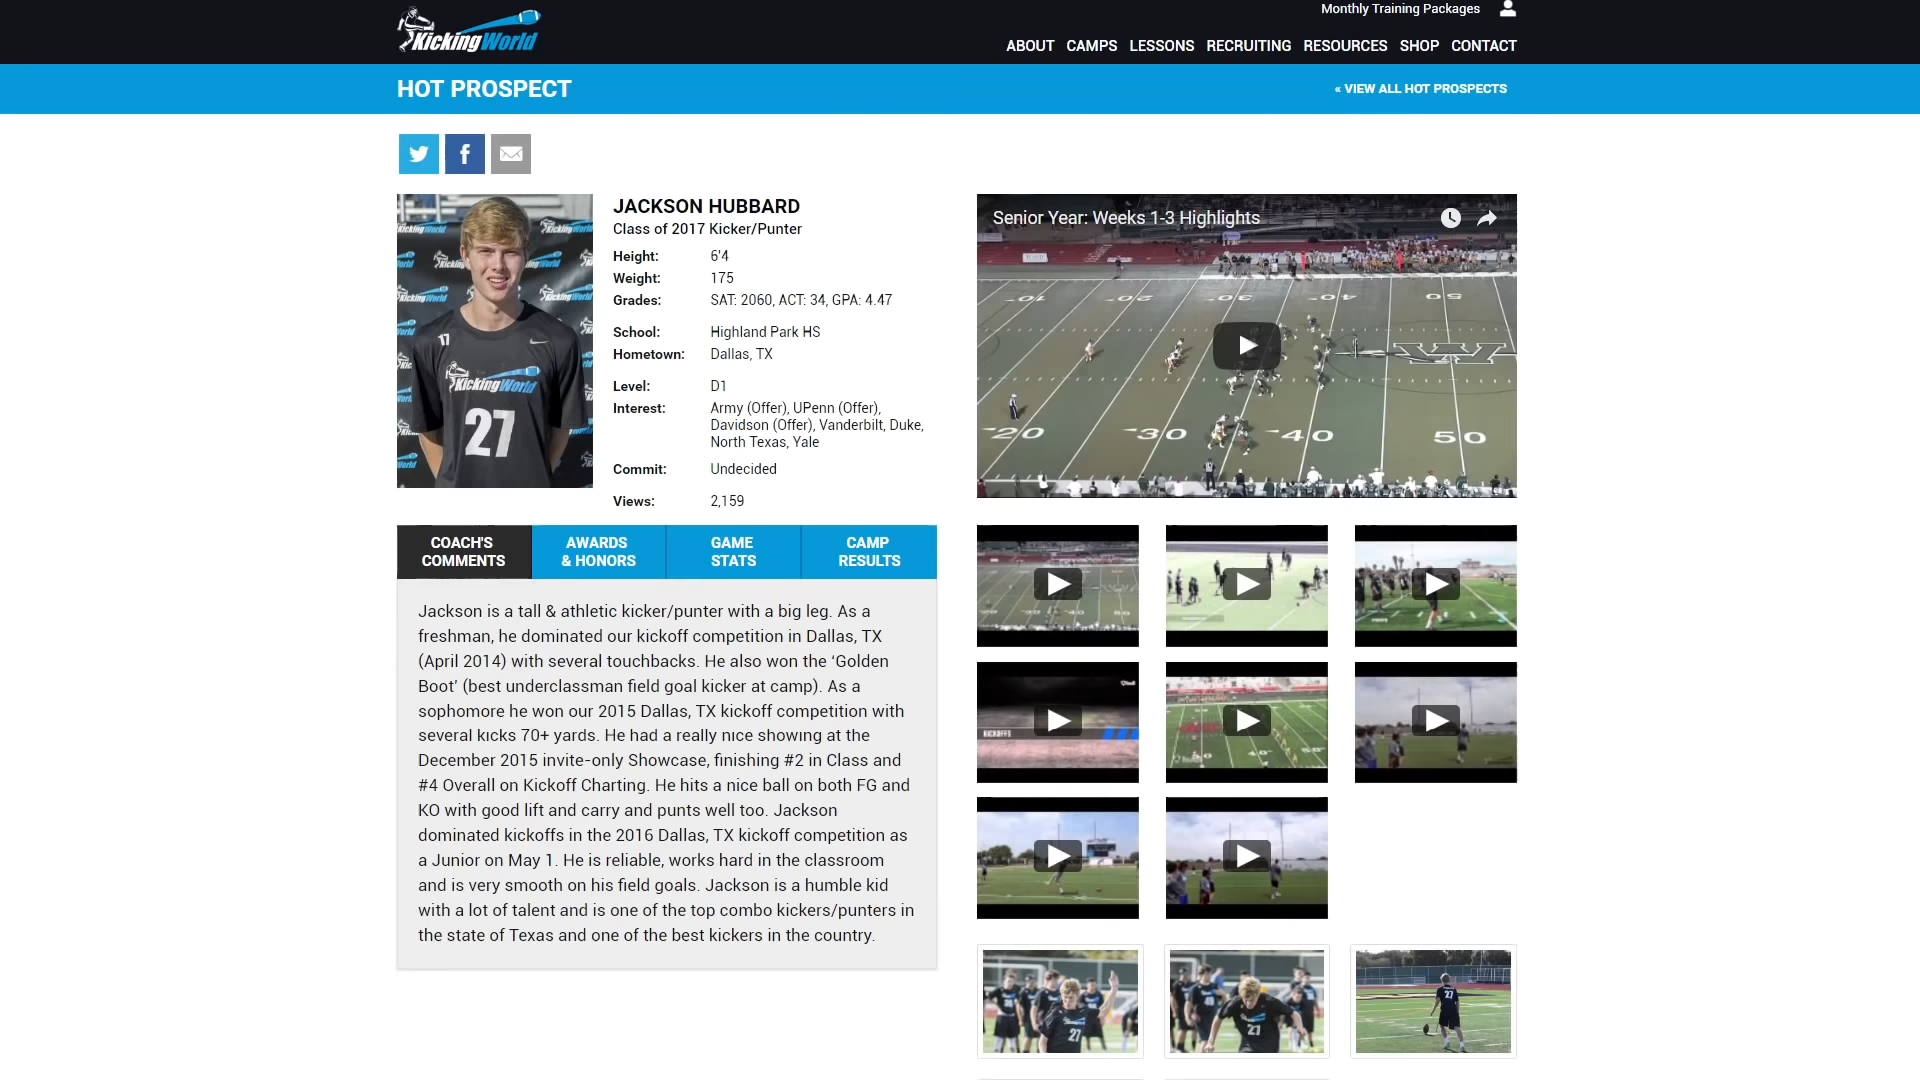 Monthly Training Packages
KickingWorld
ABOUT CAMPS LESSONS RECRUITING RESOURCES SHOP CONTACT
HOT PROSPECT
« VIEW ALL HOT PROSPECTS
JACKSON HUBBARD
Class of 2017 Kicker/Punter
Height: 6'4
Weight: 175
Grades: SAT: 2060, ACT: 34, GPA: 4.47
School: Highland Park HS
Hometown: Dallas, TX
Level: D1
Interest: Army (Offer), UPenn (Offer),
Davidson (Offer), Vanderbilt, Duke,
North Texas, Yale
Commit: Undecided
Views: 2,159
17
KickingWorld
27
Senior Year: Weeks 1-3 Highlights
20 30 40 50
COACH'S
COMMENTS
AWARDS
& HONORS
GAME
STATS
CAMP
RESULTS
Jackson is a tall & athletic kicker/punter with a big leg. As a
freshman, he dominated our kickoff competition in Dallas, TX
(April 2014) with several touchbacks. He also won the ‘Golden
Boot’ (best underclassman field goal kicker at camp). As a
sophomore he won our 2015 Dallas, TX kickoff competition with
several kicks 70+ yards. He had a really nice showing at the
December 2015 invite-only Showcase, finishing #2 in Class and
#4 Overall on Kickoff Charting. He hits a nice ball on both FG and
KO with good lift and carry and punts well too. Jackson
dominated kickoffs in the 2016 Dallas, TX kickoff competition as
a Junior on May 1. He is reliable, works hard in the classroom
and is very smooth on his field goals. Jackson is a humble kid
with a lot of talent and is one of the top combo kickers/punters in
the state of Texas and one of the best kickers in the country.
KICKOFFS
27
27
27